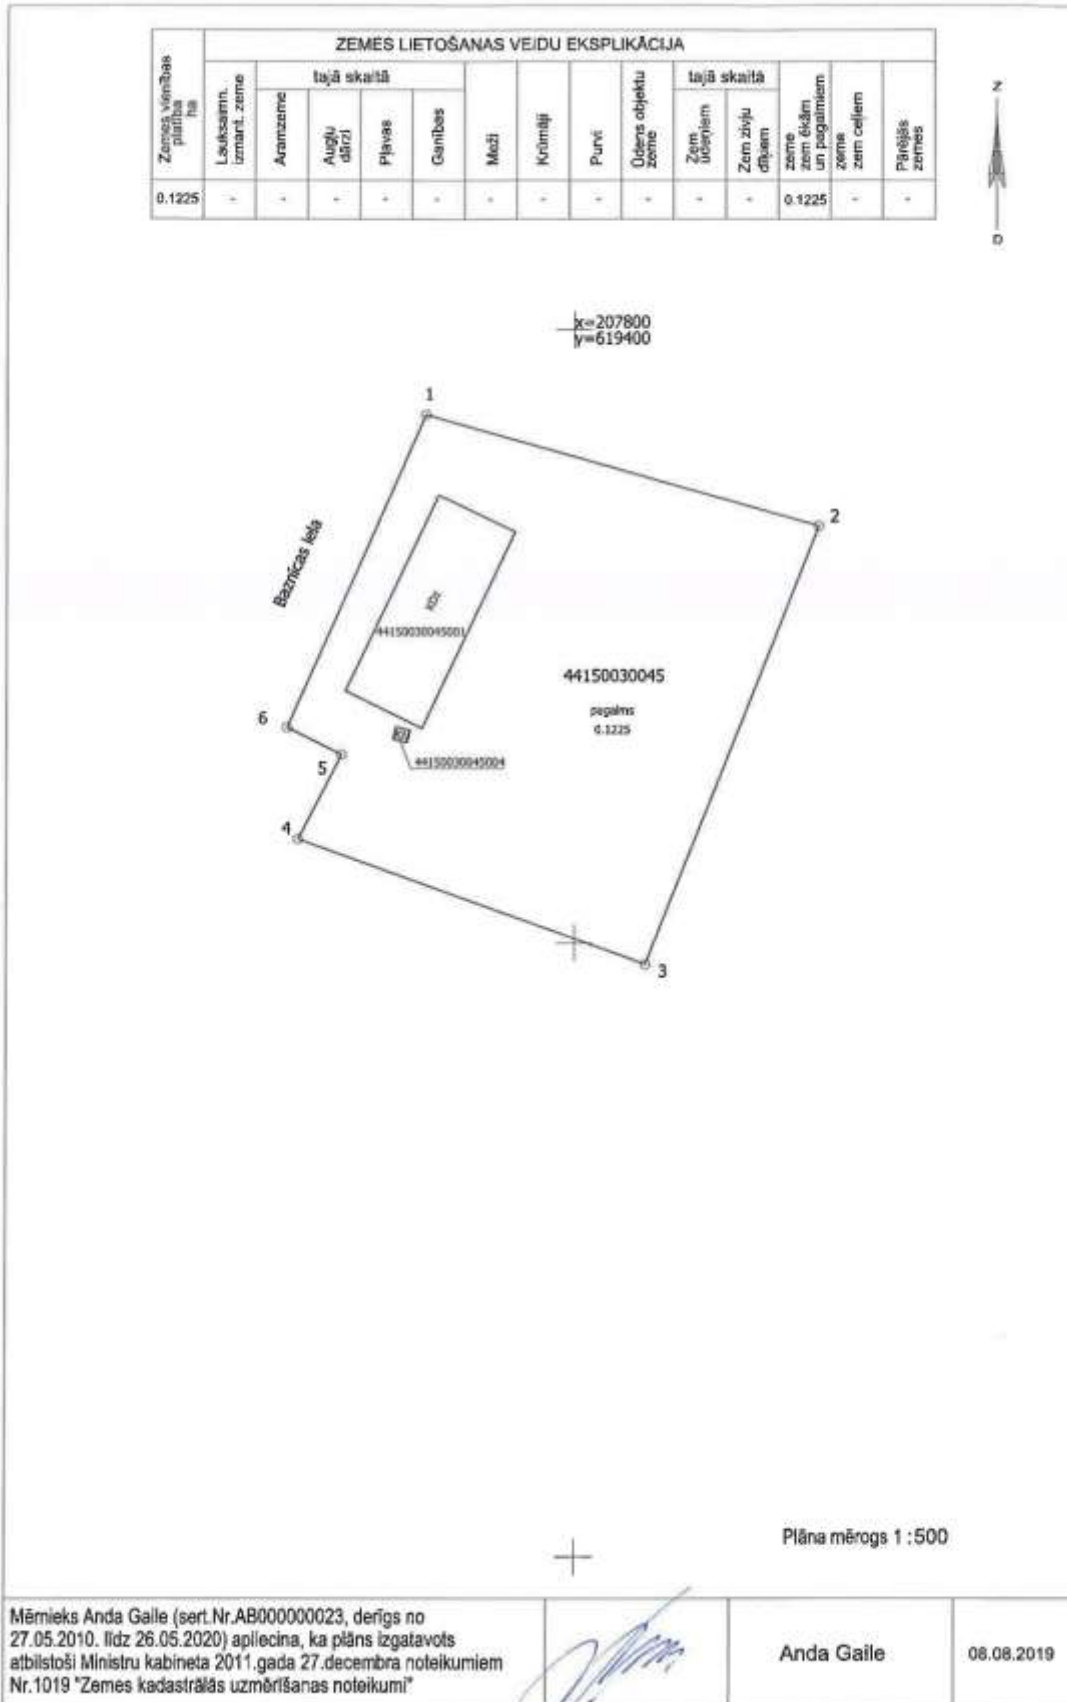 ZEMES LIETOŠANAS VEIDU EKSPLIKĀCIJA
Zemes vienības
platība
ha
Lauksaimn.
izmant. zeme
tajā skaitā
Aramzeme
Augļu
dārzi
Pļavas
Ganības
Meži
Krūmāji
Purvi
Ūdens objektu
zeme
tajā skaitā
Zem
ūdeņiem
Zem zivju
dīķiem
zeme
zem ēkām
un pagalmiem
zeme
zem ceļiem
Pārējās
zemes
0.1225 - - - - - - - - - - - 0.1225 - -
Z
D
x=207800
y=619400
1
2
Baznīcas iela
KDz
44150030045001
44150030045
pagalms
0.1225
6
5
44150030045004
4
3
Plāna mērogs 1 :500
Mērnieks Anda Gaile (sert.Nr.AB000000023, derīgs no
27.05.2010. līdz 26.05.2020) apliecina, ka plāns izgatavots
atbilstoši Ministru kabineta 2011.gada 27.decembra noteikumiem
Nr.1019 "Zemes kadastrālās uzmērīšanas noteikumi"
Anda Gaile
08.08.2019